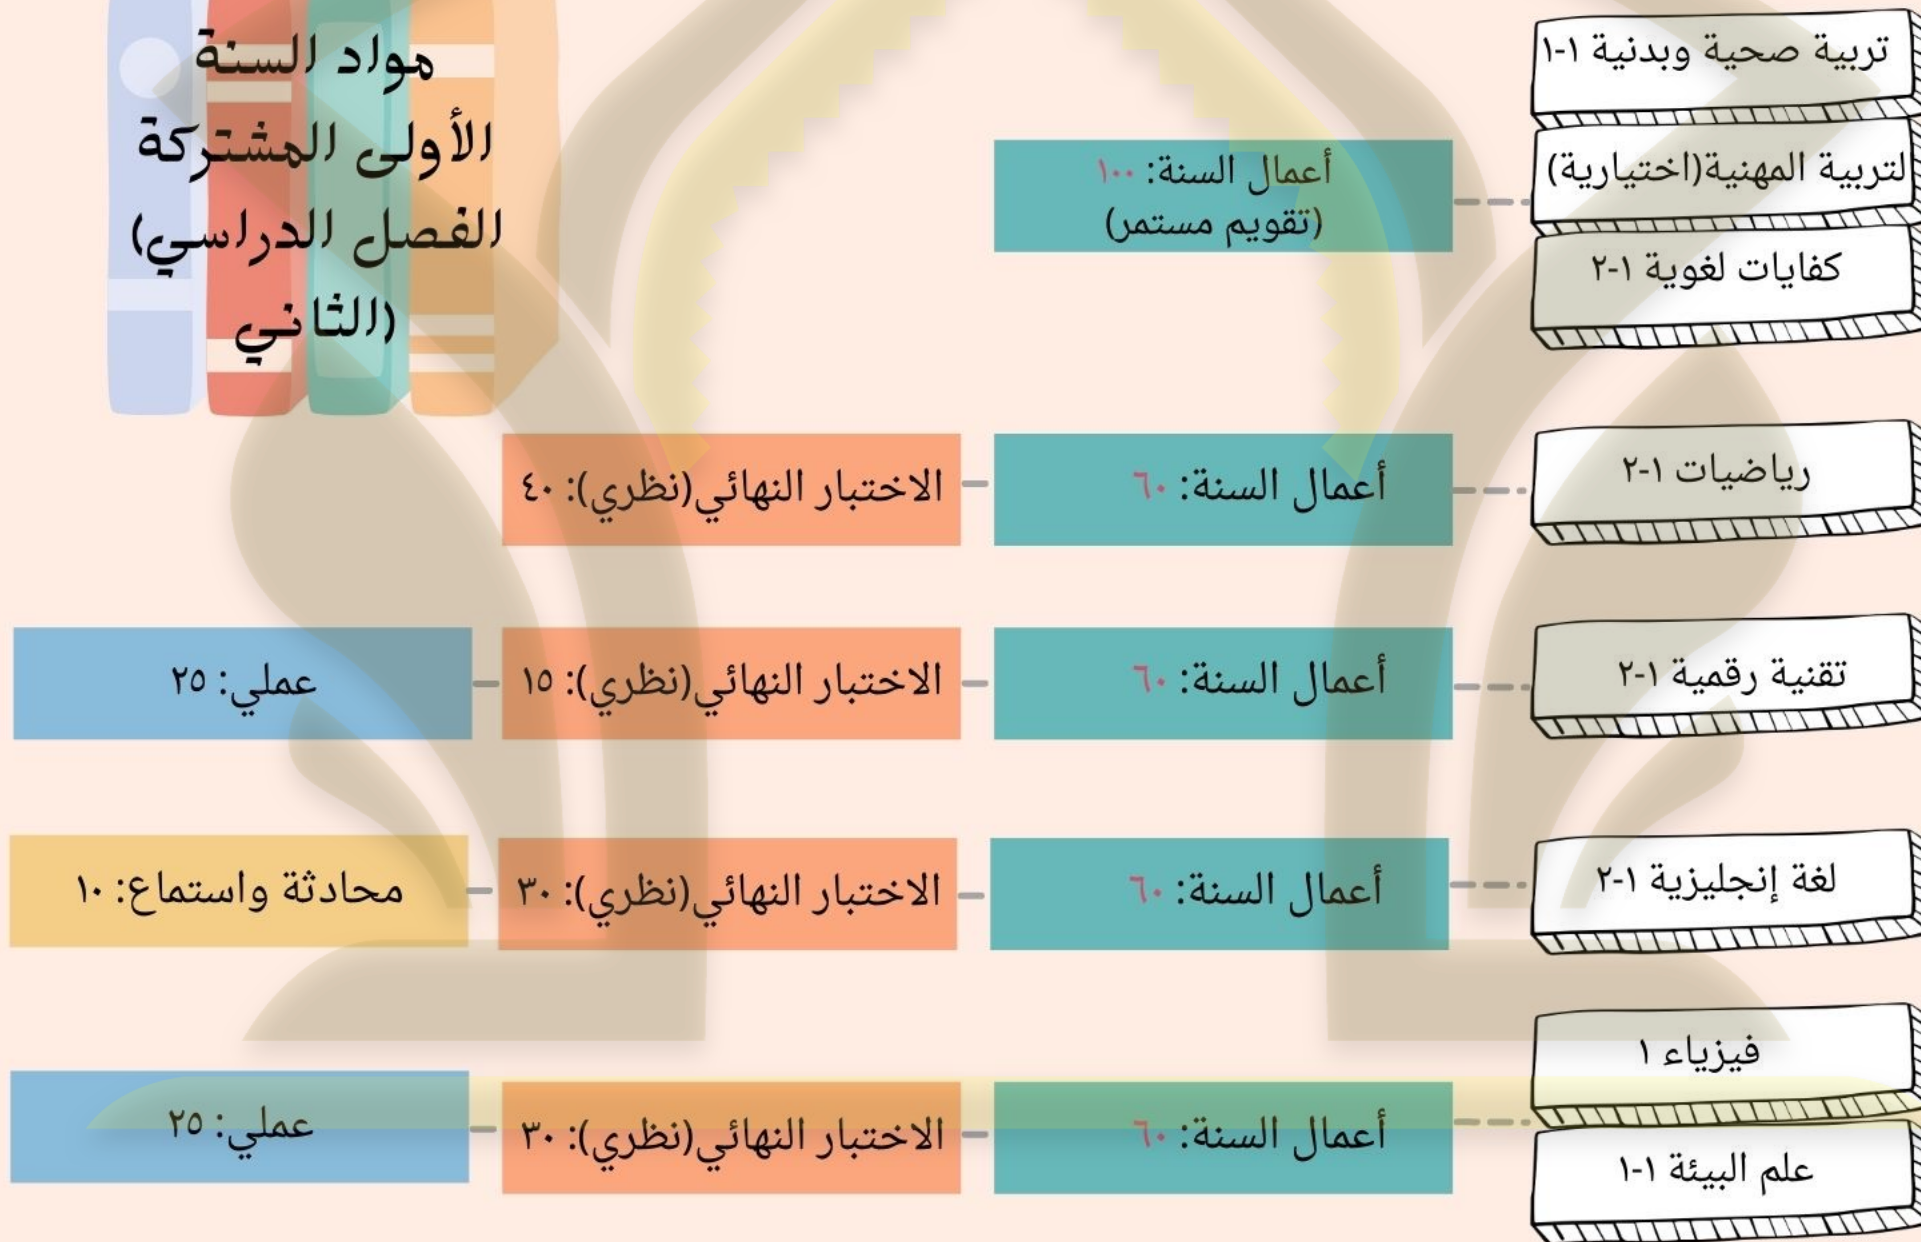 مواد السنة
الأولى المشتركة
الفصل الدراسي)
(الثاني
تربية صحية وبدنية ١-١
لتربية المهنية(اختيارية)
كفايات لغوية ١-٢
أعمال السنة: ١٠٠
(تقويم مستمر)
رياضيات ١-٢
أعمال السنة: ٦٠
الاختبار النهائي(نظري): ٤٠
تقنية رقمية ١-٢
أعمال السنة: ٦٠
الاختبار النهائي(نظري): ١٥
عملي: ٢٥
لغة إنجليزية ١-٢
أعمال السنة: ٦٠
الاختبار النهائي(نظري): ٣٠
محادثة واستماع: ١٠
فيزياء ١
علم البيئة ١-١
أعمال السنة: ٦٠
الاختبار النهائي(نظري): ٣٠
عملي: ٢٥